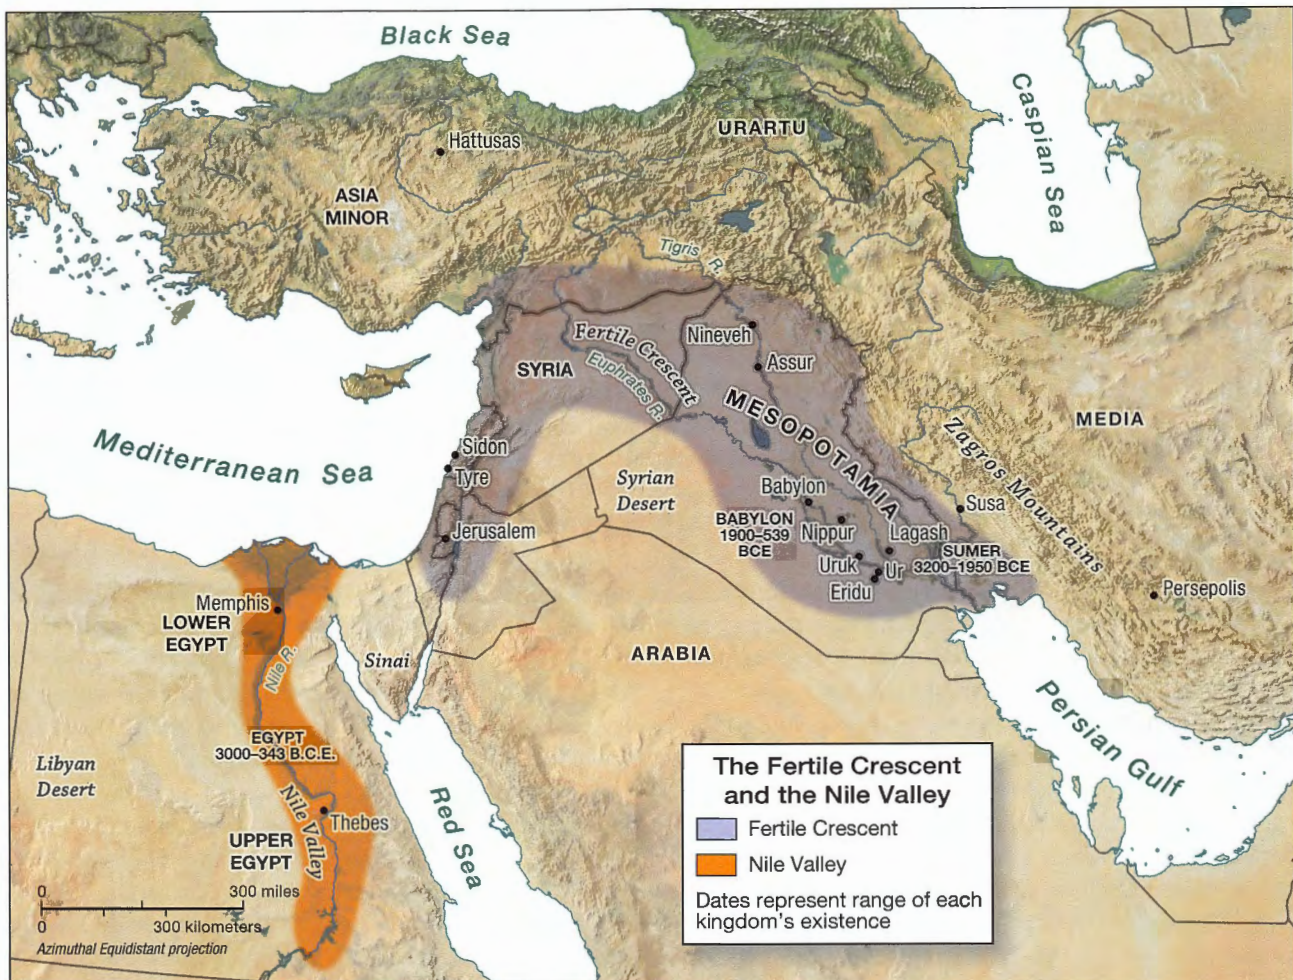 Black Sea
Caspian Sea
URARTU
Hattusas
ASIA
MINOR
Tigris R.
Nineveh
Fertile Crescent
Assur
SYRIA
Euphrates R.
MESOPOTAMIA
MEDIA
Zagros Mountains
Mediterranean Sea
Sidon
Tyre
Syrian
Desert
Babylon
Susa
BABYLON
1900–539
BCE
Nippur
Lagash
Jerusalem
SUMER
3200–1950 BCE
Uruk
Ur
Eridu
Persepolis
Memphis
LOWER
EGYPT
Nile R.
Sinai
ARABIA
Persian Gulf
EGYPT
3000–343 B.C.E.
Libyan
Desert
Nile Valley
Thebes
Red Sea
UPPER
EGYPT
The Fertile Crescent
and the Nile Valley
Fertile Crescent
Nile Valley
Dates represent range of each
kingdom's existence
0 300 miles
0 300 kilometers
Azimuthal Equidistant projection